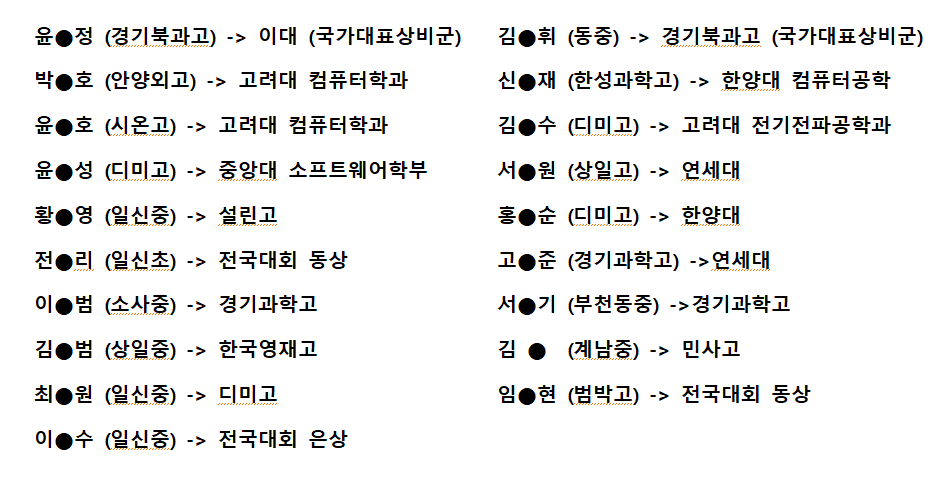 윤●정 (경기북과고) -> 이대 (국가대표상비군)
박●호 (안양외고) -> 고려대 컴퓨터학과
윤●호 (시온고) -> 고려대 컴퓨터학과
윤●성 (디미고) -> 중앙대 소프트웨어학부
황●영 (일신중) -> 설린고
전●리 (일신초) -> 전국대회 동상
이●범 (소사중) -> 경기과학고
김●범 (상일중) -> 한국영재고
최●원 (일신중) -> 디미고
이●수 (일신중) -> 전국대회 은상
김●휘 (동중) -> 경기북과고 (국가대표상비군)
신●재 (한성과학고) -> 한양대 컴퓨터공학
김●수 (디미고) -> 고려대 전기전파공학과
서●원 (상일고) -> 연세대
홍●순 (디미고) -> 한양대
고●준 (경기과학고) ->연세대
서●기 (부천동중) ->경기과학고
김 ● (계남중) -> 민사고
임●현 (범박고) -> 전국대회 동상